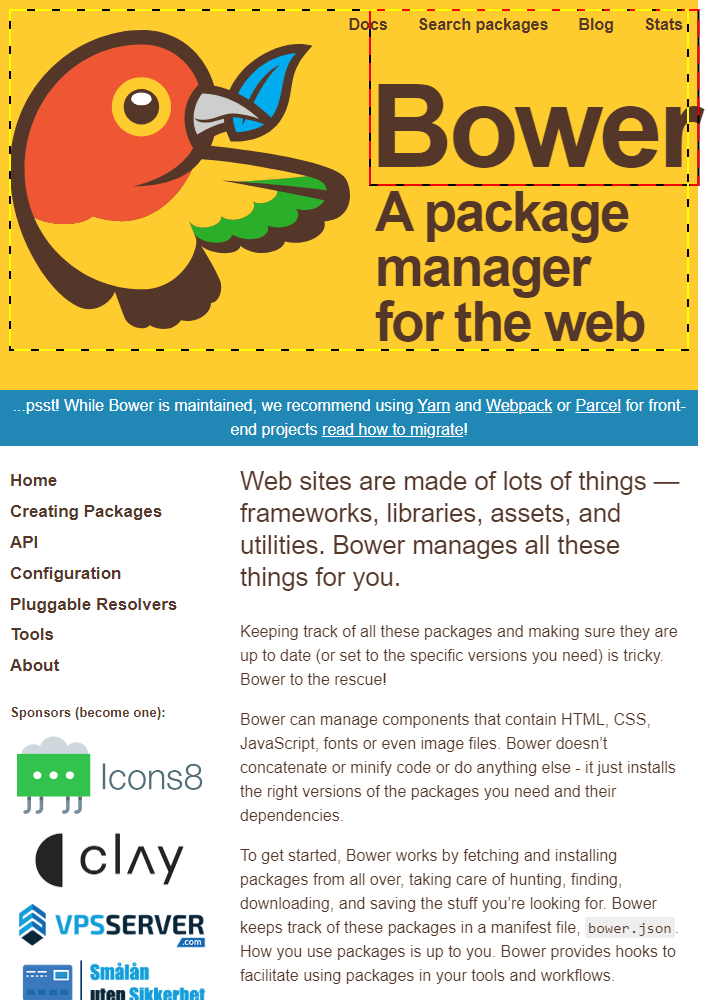 Docs Search packages Blog Stats
Bower
A package
manager
for the web
...psst! While Bower is maintained, we recommend using Yarn and Webpack or Parcel for front-
end projects read how to migrate!
Home
Creating Packages
API
Configuration
Pluggable Resolvers
Tools
About
Sponsors (become one):
Icons8
clay
VPSSERVER
.com
Smålån
uten Sikkerhet
Web sites are made of lots of things —
frameworks, libraries, assets, and
utilities. Bower manages all these
things for you.
Keeping track of all these packages and making sure they are
up to date (or set to the specific versions you need) is tricky.
Bower to the rescue!
Bower can manage components that contain HTML, CSS,
JavaScript, fonts or even image files. Bower doesn’t
concatenate or minify code or do anything else - it just installs
the right versions of the packages you need and their
dependencies.
To get started, Bower works by fetching and installing
packages from all over, taking care of hunting, finding,
downloading, and saving the stuff you’re looking for. Bower
keeps track of these packages in a manifest file, bower.json.
How you use packages is up to you. Bower provides hooks to
facilitate using packages in your tools and workflows.